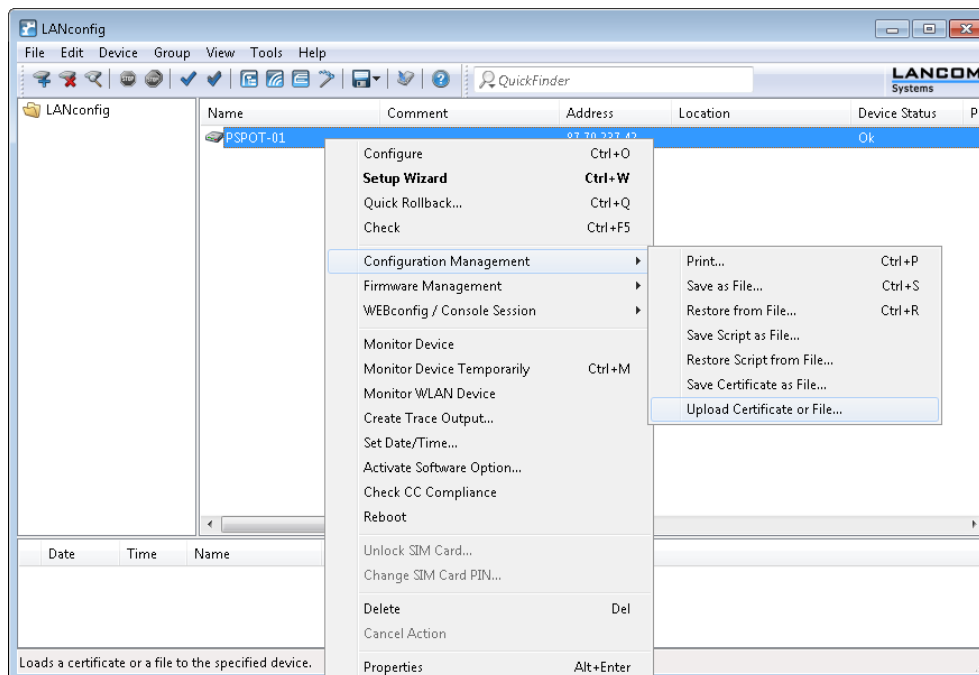 LANconfig
File Edit Device Group View Tools Help
QuickFinder
LANCOM
Systems
LANconfig
Name Comment Address Location Device Status P
PSPOT-01 Ok
Configure Ctrl+O
Setup Wizard Ctrl+W
Quick Rollback... Ctrl+Q
Check Ctrl+F5
Configuration Management
Firmware Management
WEBconfig / Console Session
Monitor Device
Monitor Device Temporarily Ctrl+M
Monitor WLAN Device
Create Trace Output...
Set Date/Time...
Activate Software Option...
Check CC Compliance
Reboot
Unlock SIM Card...
Change SIM Card PIN...
Delete Del
Cancel Action
Properties Alt+Enter
Print... Ctrl+P
Save as File... Ctrl+S
Restore from File... Ctrl+R
Save Script as File...
Restore Script from File...
Save Certificate as File...
Upload Certificate or File...
Date Time Name
Loads a certificate or a file to the specified device.